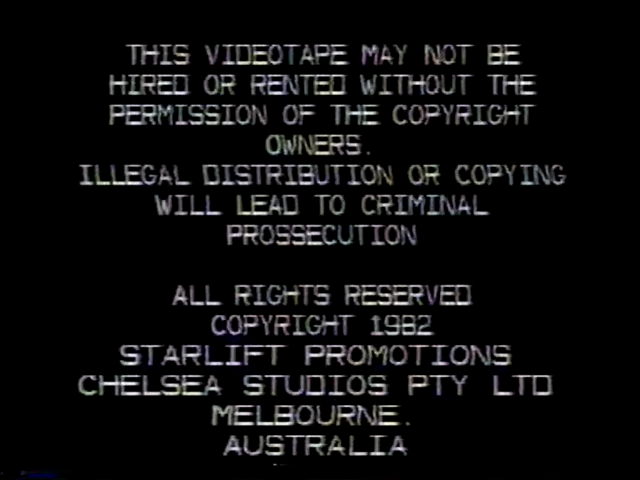 THIS VIDEOTAPE MAY NOT BE
HIRED OR RENTED WITHOUT THE
PERMISSION OF THE COPYRIGHT
OWNERS.
ILLEGAL DISTRIBUTION OR COPYING
WILL LEAD TO CRIMINAL
PROSSECUTION
ALL RIGHTS RESERVED
COPYRIGHT 1982
STARLIFT PROMOTIONS
CHELSEA STUDIOS PTY LTD
MELBOURNE.
AUSTRALIA